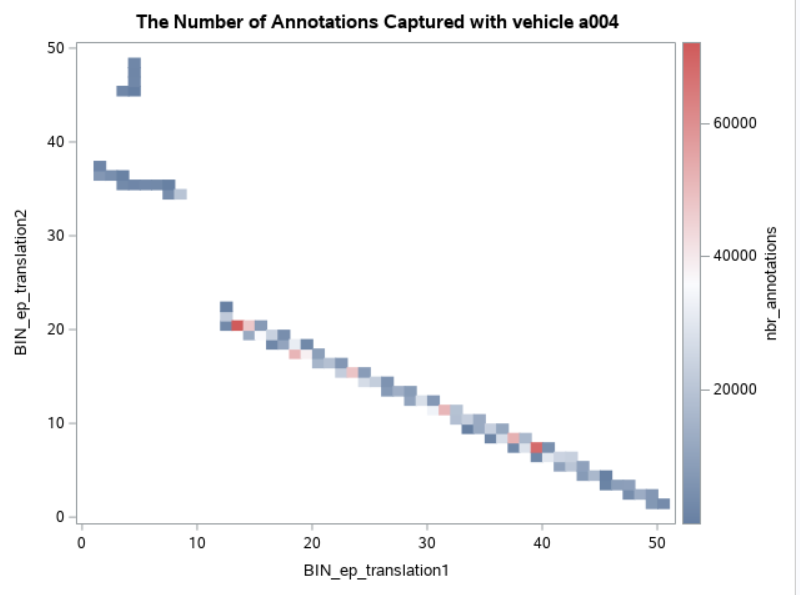 The Number of Annotations Captured with vehicle a004
50
40
30
20
10
0
BIN_ep_translation2
0 10 20 30 40 50
BIN_ep_translation1
60000
40000
20000
nbr_annotations